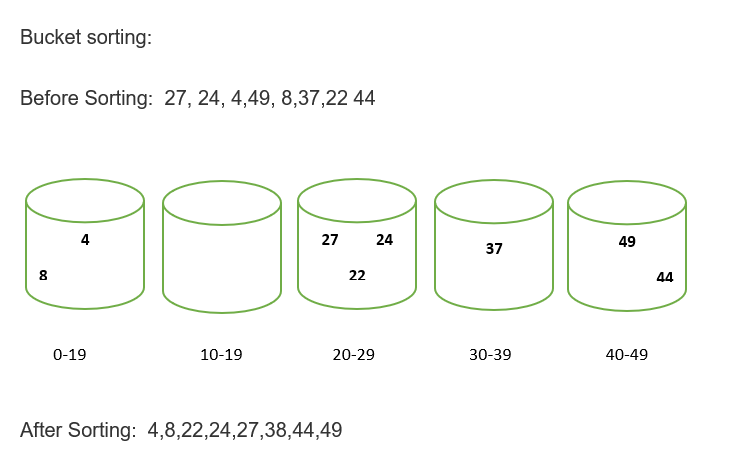 Bucket sorting:
Before Sorting: 27, 24, 4,49, 8,37,22 44
4
8
27 24
22
37
49
44
0-19 10-19 20-29 30-39 40-49
After Sorting: 4,8,22,24,27,38,44,49